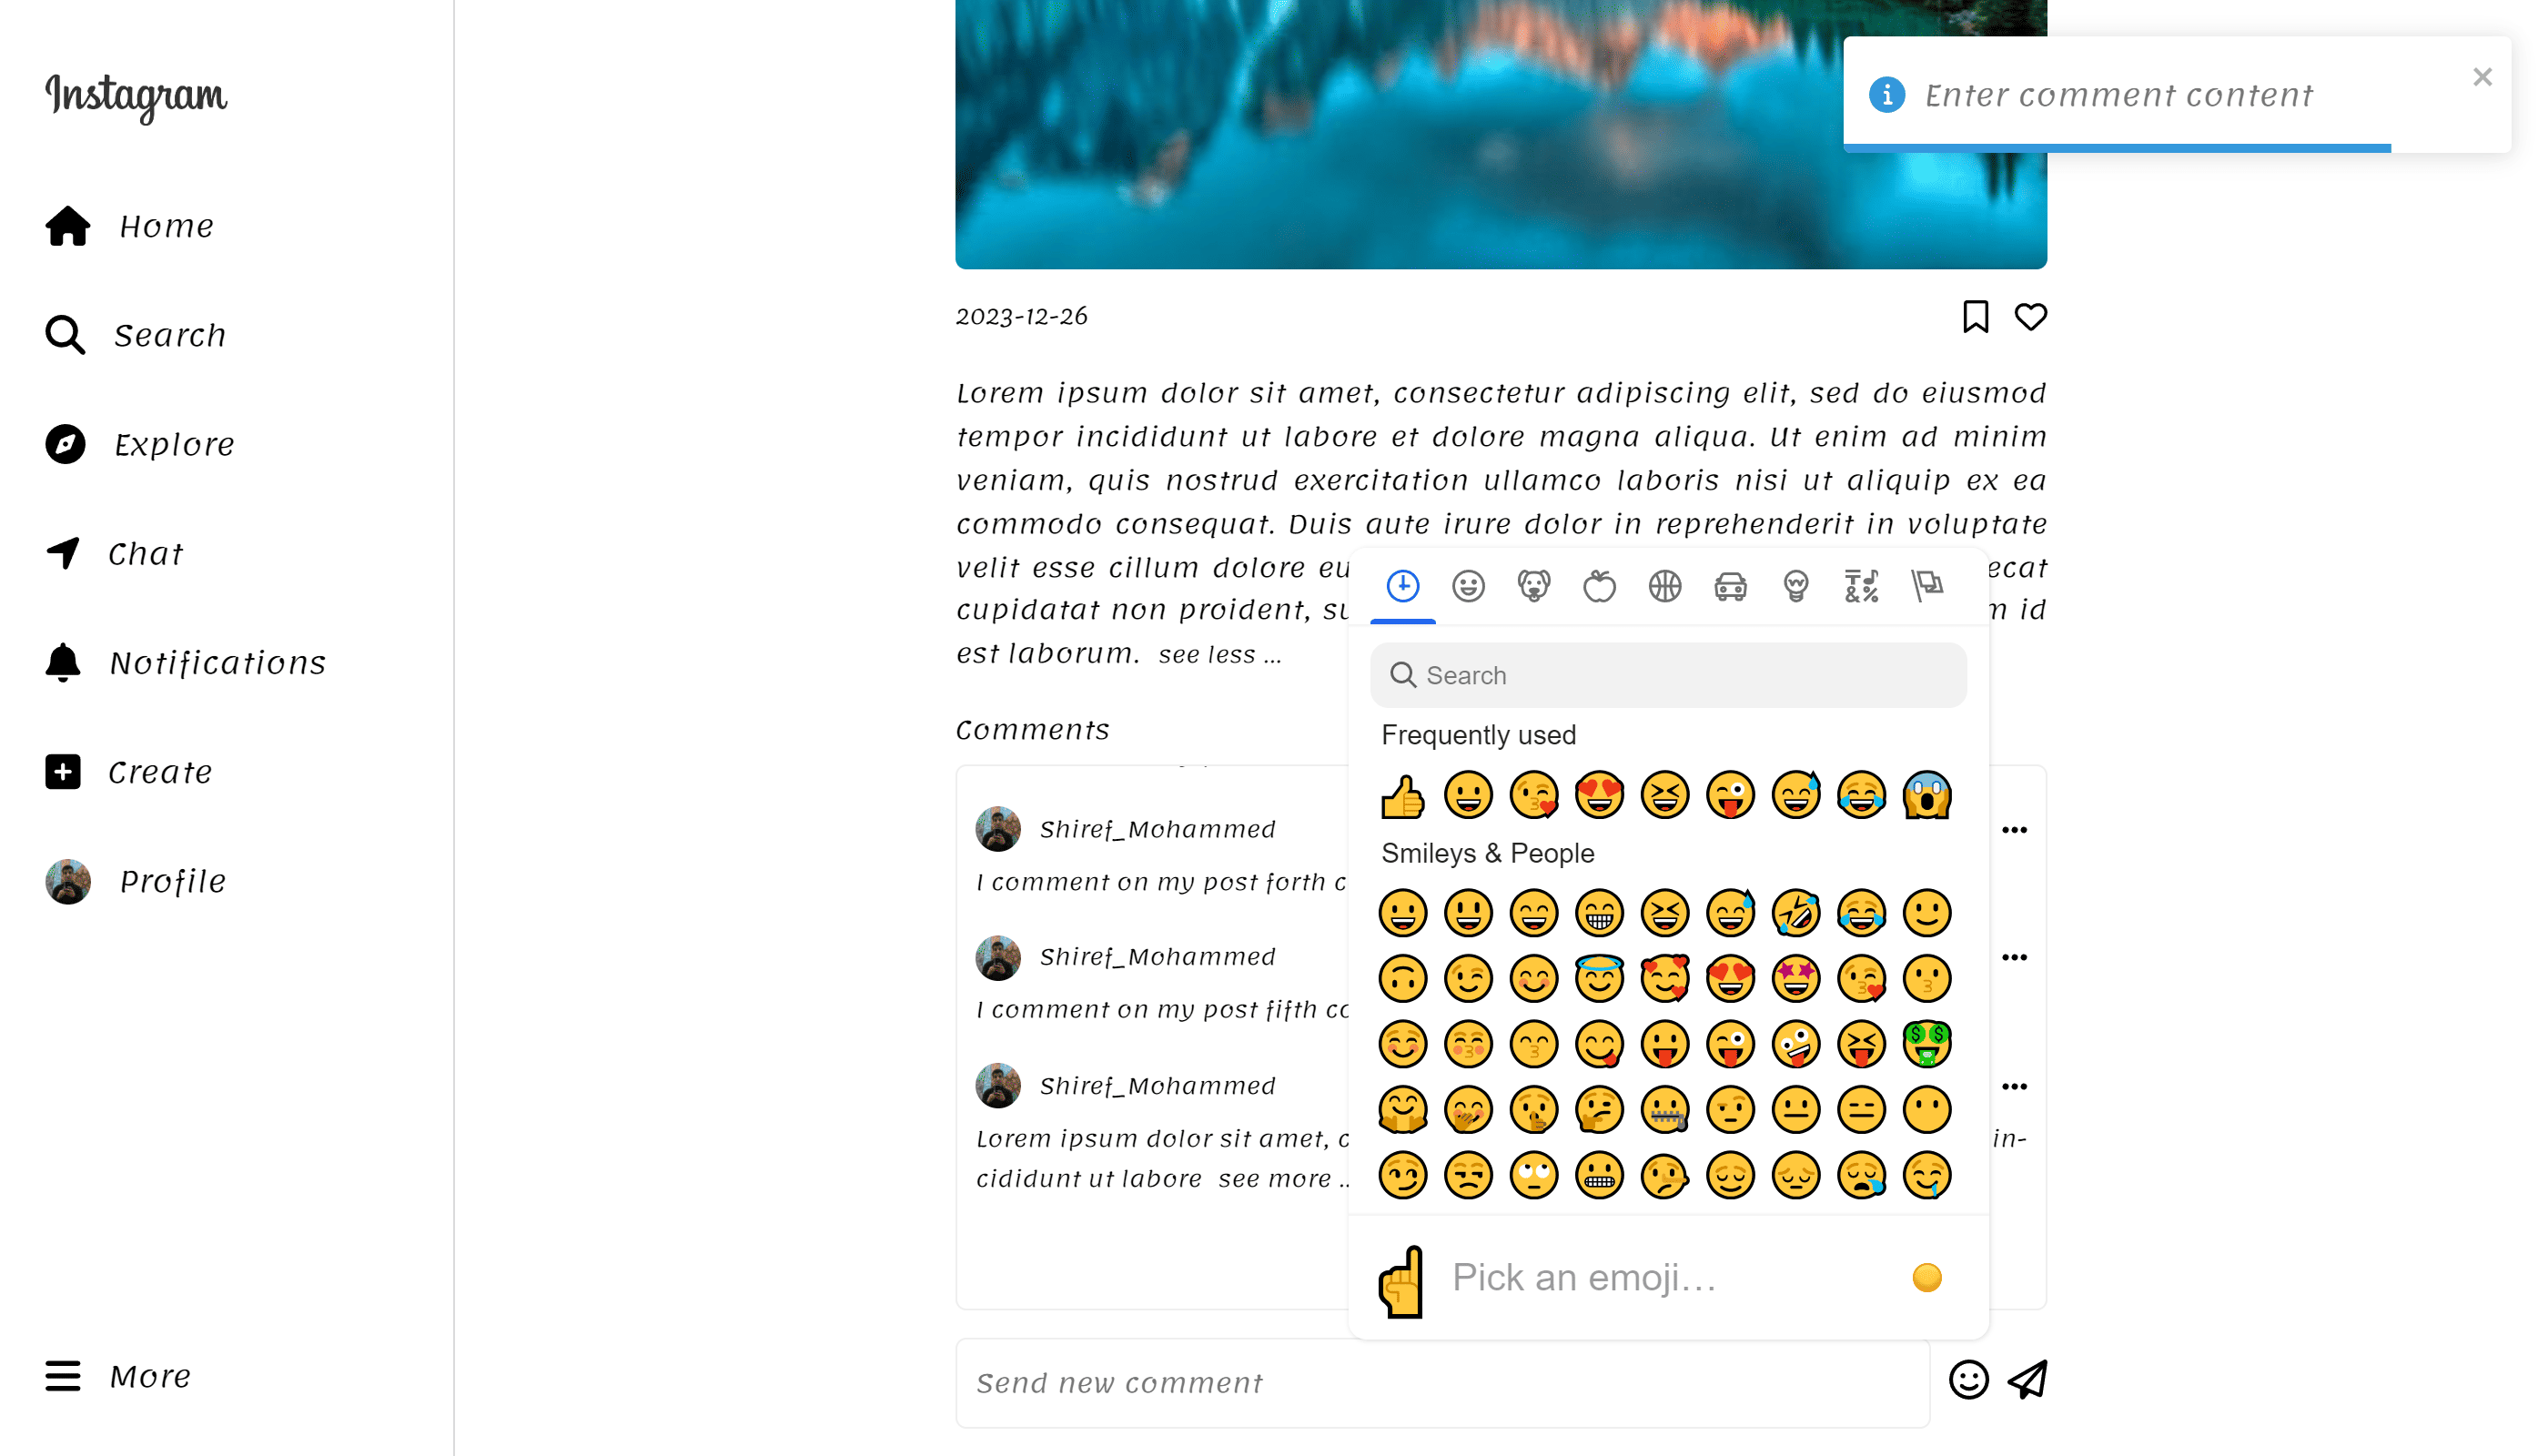 Instagram
Home
Search
Explore
Chat
Notifications
Create
Profile
More
Enter comment content
2023-12-26
Lorem ipsum dolor sit amet, consectetur adipiscing elit, sed do eiusmod
tempor incididunt ut labore et dolore magna aliqua. Ut enim ad minim
veniam, quis nostrud exercitation ullamco laboris nisi ut aliquip ex ea
commodo consequat. Duis aute irure dolor in reprehenderit in voluptate
velit esse cillum dolore eu ecat
cupidatat non proident, su m id
est laborum. see less ...
Comments
Shiref_Mohammed
I comment on my post forth c
Shiref_Mohammed
I comment on my post fifth co
Shiref_Mohammed
Lorem ipsum dolor sit amet, c in-
cididunt ut labore see more ..
Search
Frequently used
Smileys & People
Pick an emoji…
Send new comment